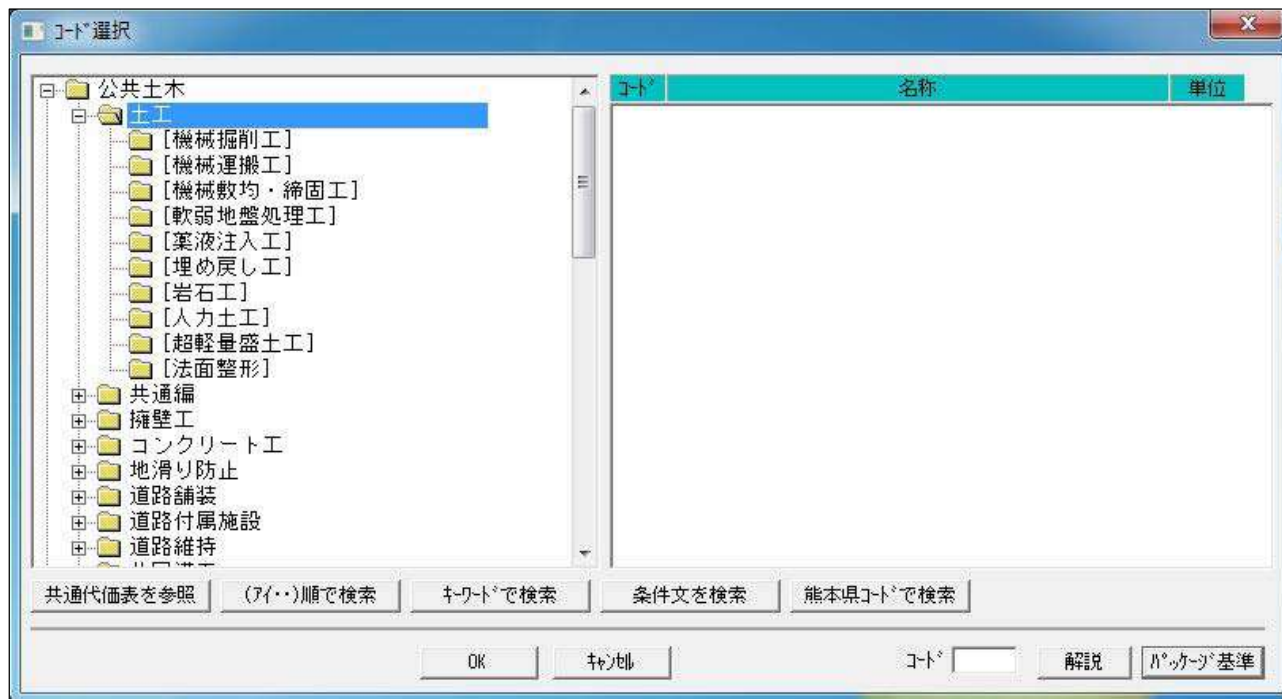 ｺｰﾄﾞ選択
公共土木
土工
[機械掘削工]
[機械運搬工]
[機械敷均・締固工]
[軟弱地盤処理工]
[薬液注入工]
[埋め戻し工]
[岩石工]
[人力土工]
[超軽量盛土工]
[法面整形]
共通編
擁壁工
コンクリート工
地滑り防止
道路舗装
道路付属施設
道路維持
ｺｰﾄﾞ 名称 単位
共通代価表を参照 (ｱｲ・・)順で検索 ｷｰﾜｰﾄﾞで検索 条件文を検索 熊本県ｺｰﾄﾞで検索
OK ｷｬﾝｾﾙ ｺｰﾄﾞ 解説 ﾊﾟｯｹｰｼﾞ基準